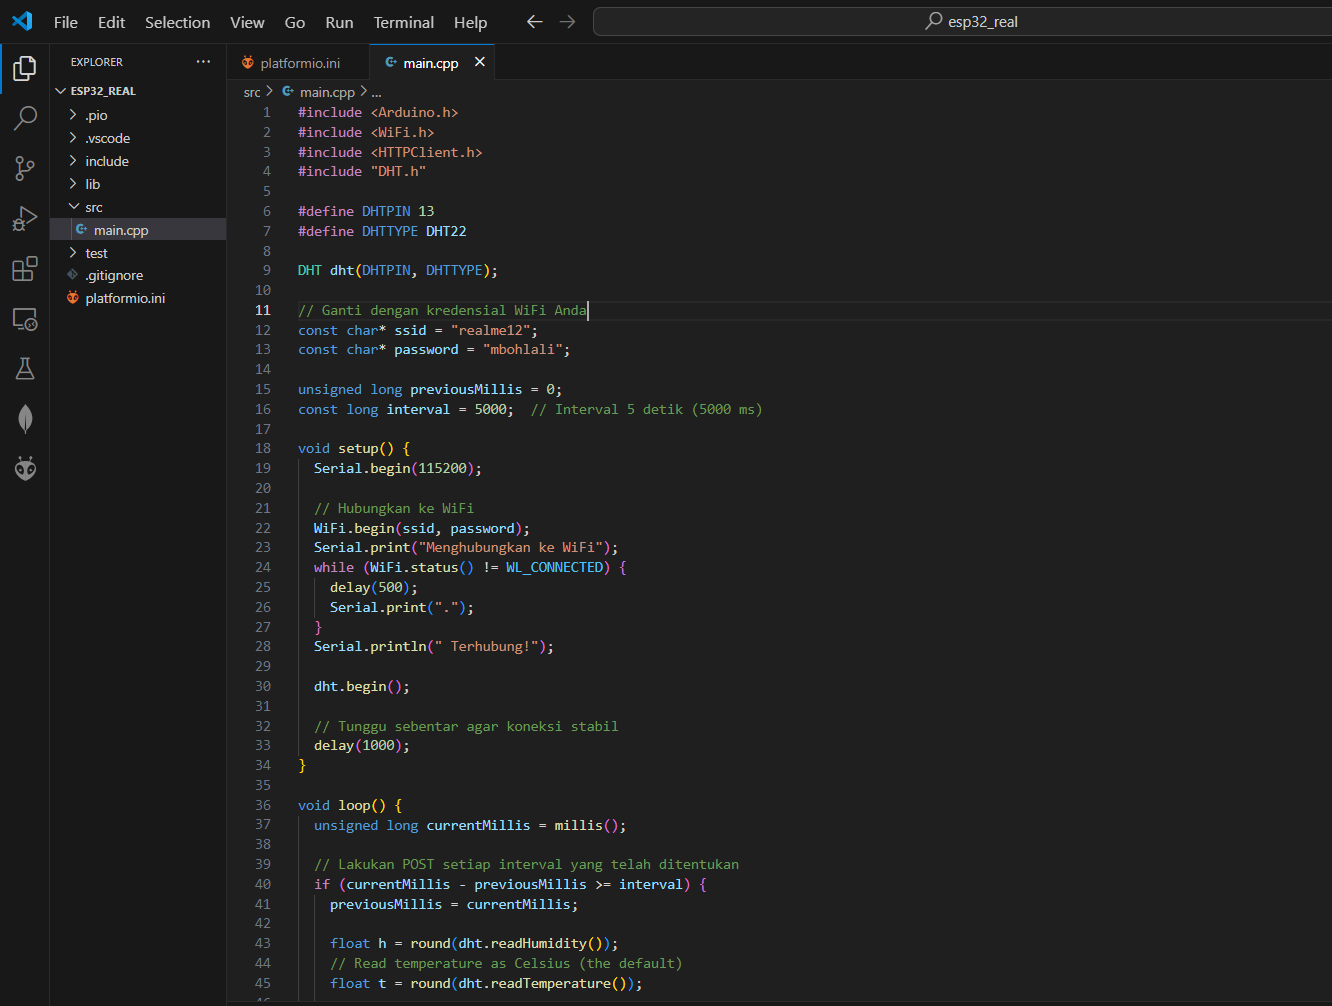 File Edit Selection View Go Run Terminal Help
esp32_real
EXPLORER
ESP32_REAL
.pio
.vscode
include
lib
src
main.cpp
test
.gitignore
platformio.ini
platformio.ini main.cpp
src > main.cpp > ...
1 #include <Arduino.h>
2 #include <WiFi.h>
3 #include <HTTPClient.h>
4 #include "DHT.h"
5
6 #define DHTPIN 13
7 #define DHTTYPE DHT22
8
9 DHT dht(DHTPIN, DHTTYPE);
10
11 // Ganti dengan kredensial WiFi Anda
12 const char* ssid = "realme12";
13 const char* password = "mbohlali";
14
15 unsigned long previousMillis = 0;
16 const long interval = 5000;  // Interval 5 detik (5000 ms)
17
18 void setup() {
19   Serial.begin(115200);
20
21   // Hubungkan ke WiFi
22   WiFi.begin(ssid, password);
23   Serial.print("Menghubungkan ke WiFi");
24   while (WiFi.status() != WL_CONNECTED) {
25     delay(500);
26     Serial.print(".");
27   }
28   Serial.println(" Terhubung!");
29
30   dht.begin();
31
32   // Tunggu sebentar agar koneksi stabil
33   delay(1000);
34 }
35
36 void loop() {
37   unsigned long currentMillis = millis();
38
39   // Lakukan POST setiap interval yang telah ditentukan
40   if (currentMillis - previousMillis >= interval) {
41     previousMillis = currentMillis;
42
43     float h = round(dht.readHumidity());
44     // Read temperature as Celsius (the default)
45     float t = round(dht.readTemperature());